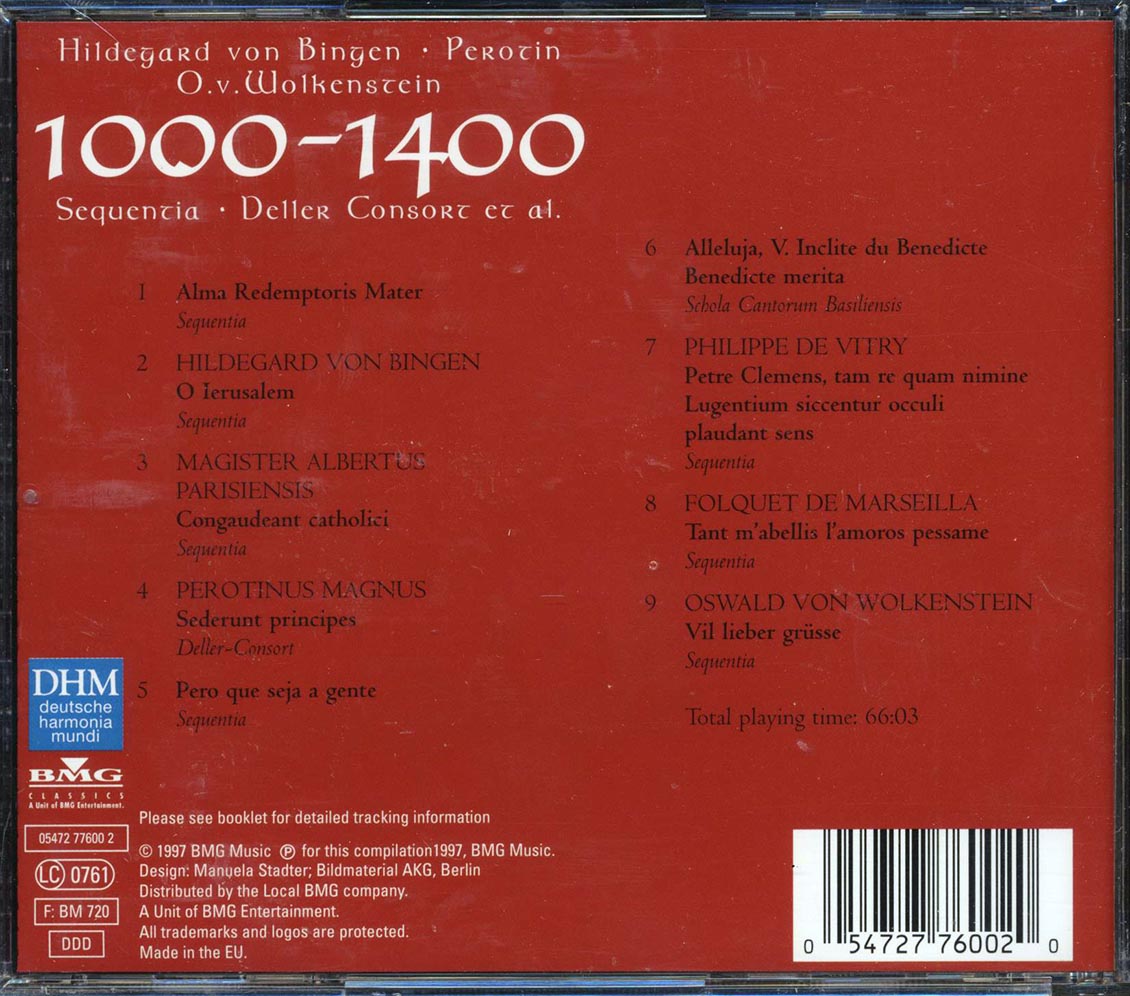 Hildegard von Bingen · Perotin
O.v.Wolkenstein
1000-1400
Sequentia · Deller Consort et al.
1 Alma Redemptoris Mater
Sequentia
2 HILDEGARD VON BINGEN
O Ierusalem
Sequentia
3 MAGISTER ALBERTUS
PARISIENSIS
Congaudeant catholici
Sequentia
4 PEROTINUS MAGNUS
Sederunt principes
Deller-Consort
5 Pero que seja a gente
Sequentia
6 Alleluja, V. Inclite du Benedicte
Benedicte merita
Schola Cantorum Basiliensis
7 PHILIPPE DE VITRY
Petre Clemens, tam re quam nimine
Lugentium siccentur occuli
plaudant sens
Sequentia
8 FOLQUET DE MARSEILLA
Tant m'abellis l'amoros pessame
Sequentia
9 OSWALD VON WOLKENSTEIN
Vil lieber grüsse
Sequentia
Total playing time: 66:03
DHM
deutsche
harmonia
mundi
BMG
CLASSICS
A Unit of BMG Entertainment.
05472 77600 2
LC 0761
F: BM 720
DDD
Please see booklet for detailed tracking information
© 1997 BMG Music ℗ for this compilation1997, BMG Music.
Design: Manuela Stadter; Bildmaterial AKG, Berlin
Distributed by the Local BMG company.
A Unit of BMG Entertainment.
All trademarks and logos are protected.
Made in the EU.
0 54727 76002 0